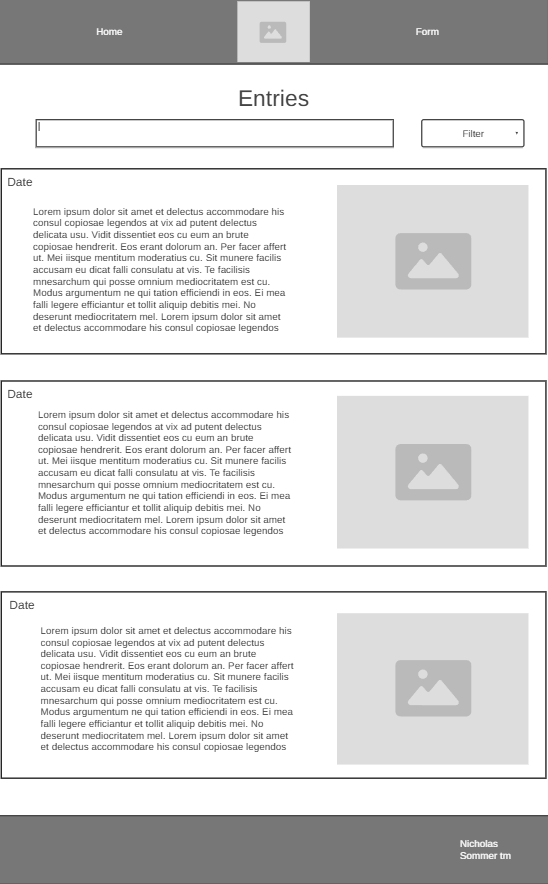 Home
Form
Entries
Filter
Date
Lorem ipsum dolor sit amet et delectus accommodare his
consul copiosae legendos at vix ad putent delectus
delicata usu. Vidit dissentiet eos cu eum an brute
copiosae hendrerit. Eos erant dolorum an. Per facer affert
ut. Mei iisque mentitum moderatius cu. Sit munere facilis
accusam eu dicat falli consulatu at vis. Te facilisis
mnesarchum qui posse omnium mediocritatem est cu.
Modus argumentum ne qui tation efficiendi in eos. Ei mea
falli legere efficiantur et tollit aliquip debitis mei. No
deserunt mediocritatem mel. Lorem ipsum dolor sit amet
et delectus accommodare his consul copiosae legendos
Date
Lorem ipsum dolor sit amet et delectus accommodare his
consul copiosae legendos at vix ad putent delectus
delicata usu. Vidit dissentiet eos cu eum an brute
copiosae hendrerit. Eos erant dolorum an. Per facer affert
ut. Mei iisque mentitum moderatius cu. Sit munere facilis
accusam eu dicat falli consulatu at vis. Te facilisis
mnesarchum qui posse omnium mediocritatem est cu.
Modus argumentum ne qui tation efficiendi in eos. Ei mea
falli legere efficiantur et tollit aliquip debitis mei. No
deserunt mediocritatem mel. Lorem ipsum dolor sit amet
et delectus accommodare his consul copiosae legendos
Date
Lorem ipsum dolor sit amet et delectus accommodare his
consul copiosae legendos at vix ad putent delectus
delicata usu. Vidit dissentiet eos cu eum an brute
copiosae hendrerit. Eos erant dolorum an. Per facer affert
ut. Mei iisque mentitum moderatius cu. Sit munere facilis
accusam eu dicat falli consulatu at vis. Te facilisis
mnesarchum qui posse omnium mediocritatem est cu.
Modus argumentum ne qui tation efficiendi in eos. Ei mea
falli legere efficiantur et tollit aliquip debitis mei. No
deserunt mediocritatem mel. Lorem ipsum dolor sit amet
et delectus accommodare his consul copiosae legendos
Nicholas
Sommer tm